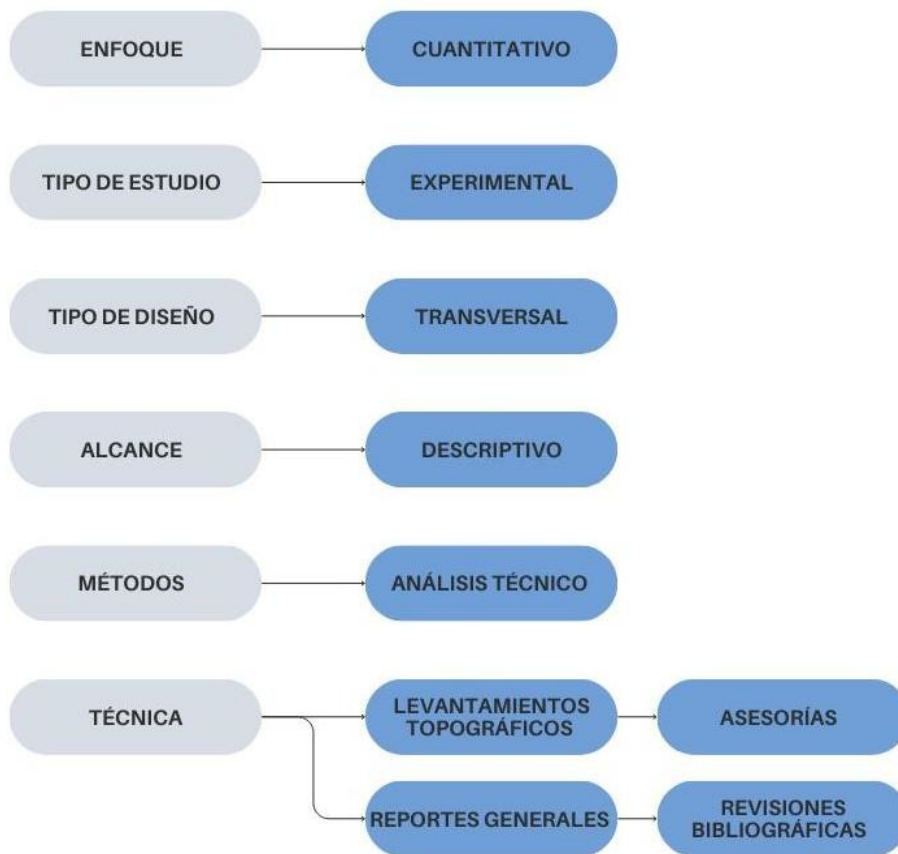 ENFOQUE
CUANTITATIVO
TIPO DE ESTUDIO
EXPERIMENTAL
TIPO DE DISEÑO
TRANSVERSAL
ALCANCE
DESCRIPTIVO
MÉTODOS
ANÁLISIS TÉCNICO
TÉCNICA
LEVANTAMIENTOS
TOPOGRÁFICOS
ASESORÍAS
REPORTES GENERALES
REVISIONES
BIBLIOGRÁFICAS